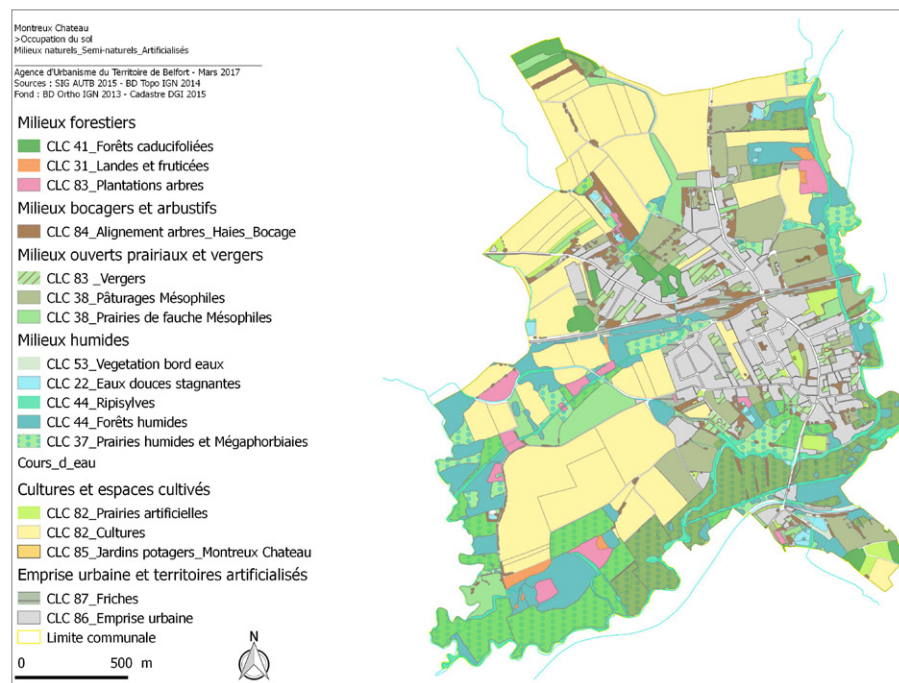 Montreux Chateau
>Occupation du sol
Milieux naturels_Semi-naturels_Artificialisés
Agence d'Urbanisme du Territoire de Belfort - Mars 2017
Sources : SIG AUTB 2015 - BD Topo IGN 2014
Fond : BD Ortho IGN 2013 - Cadastre DGI 2015
Milieux forestiers
CLC 41_Forêts caducifoliées
CLC 31_Landes et fruticées
CLC 83_Plantations arbres
Milieux bocagers et arbustifs
CLC 84_Alignement arbres_Haies_Bocage
Milieux ouverts prairiaux et vergers
CLC 83 _Vergers
CLC 38_Pâturages Mésophiles
CLC 38_Prairies de fauche Mésophiles
Milieux humides
CLC 53_Vegetation bord eaux
CLC 22_Eaux douces stagnantes
CLC 44_Ripisylves
CLC 44_Forêts humides
CLC 37_Prairies humides et Mégaphorbiaies
Cours_d_eau
Cultures et espaces cultivés
CLC 82_Prairies artificielles
CLC 82_Cultures
CLC 85_Jardins potagers_Montreux Chateau
Emprise urbaine et territoires artificialisés
CLC 87_Friches
CLC 86_Emprise urbaine
Limite communale
0 500 m
N